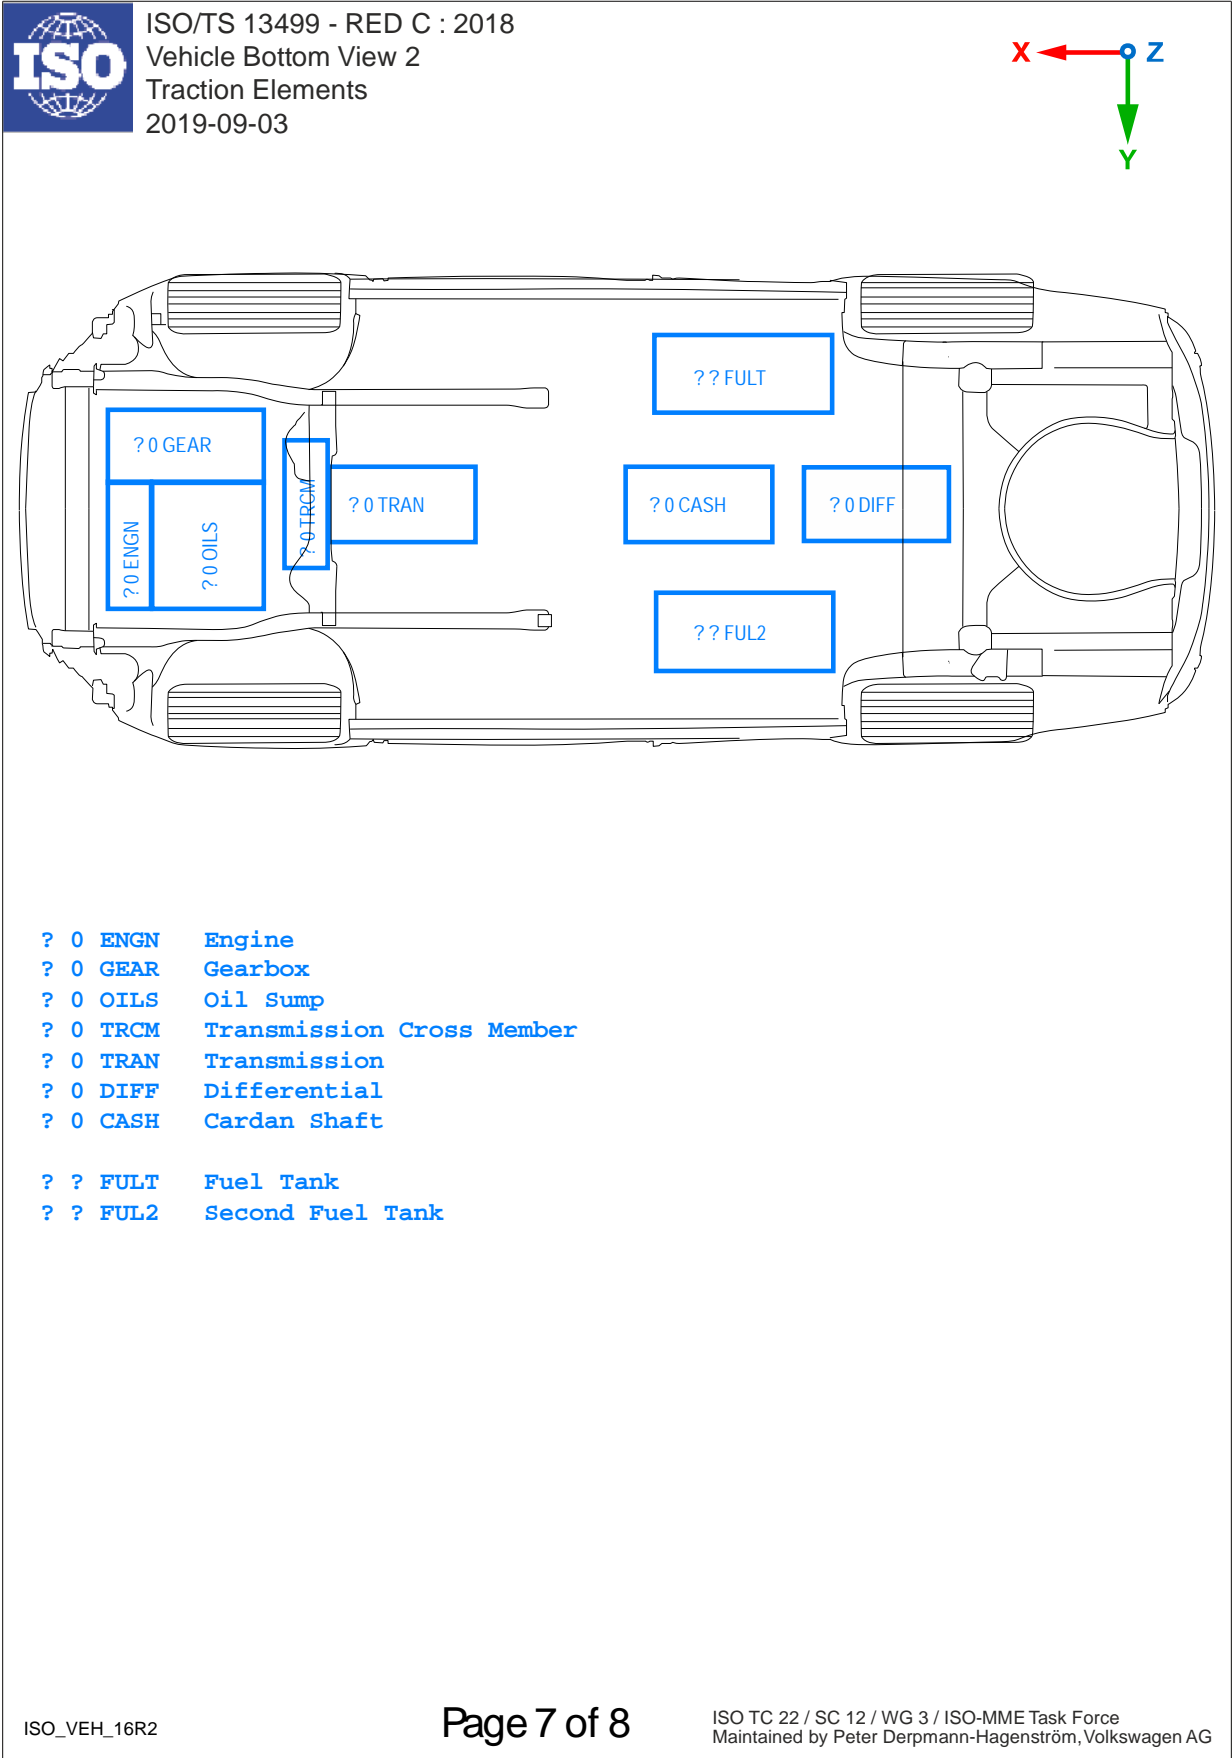 ISO
ISO/TS 13499 - RED C : 2018
Vehicle Bottom View 2
Traction Elements
2019-09-03
X
Z
Y
? ? FULT
? 0 GEAR
? 0 TRCM
? 0 TRAN
? 0 CASH
? 0 DIFF
? 0 ENGN
? 0 OILS
? ? FUL2
? 0 ENGN Engine
? 0 GEAR Gearbox
? 0 OILS Oil Sump
? 0 TRCM Transmission Cross Member
? 0 TRAN Transmission
? 0 DIFF Differential
? 0 CASH Cardan Shaft
? ? FULT Fuel Tank
? ? FUL2 Second Fuel Tank
ISO_VEH_16R2
Page 7 of 8
ISO TC 22 / SC 12 / WG 3 / ISO-MME Task Force
Maintained by Peter Derpmann-Hagenström, Volkswagen AG